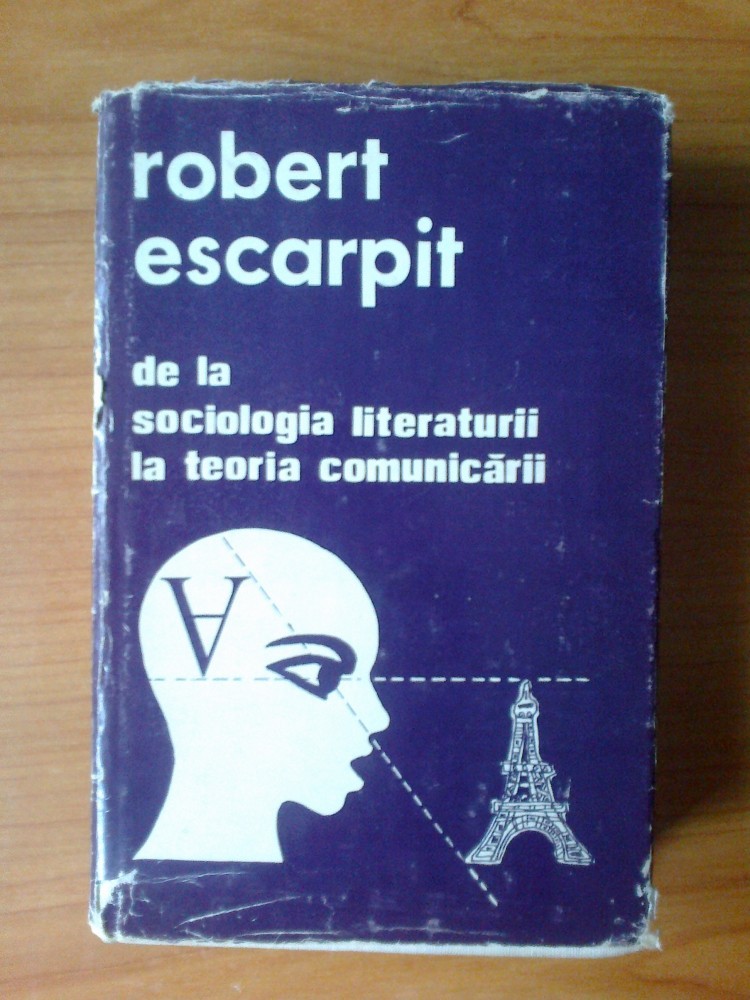 robert
escarpit
de la
sociologia literaturii
la teoria comunicării
A